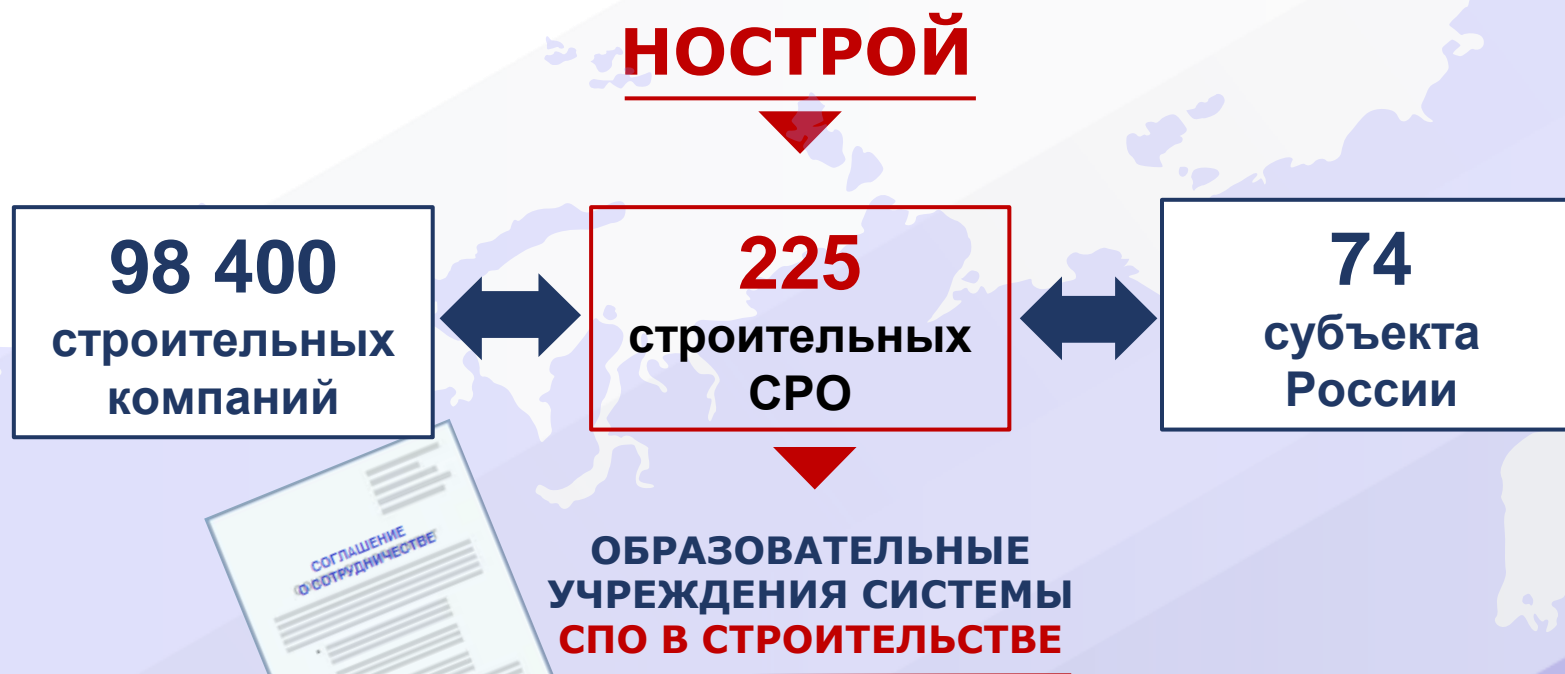 НОСТРОЙ
98 400
строительных
компаний
225
строительных
СРО
74
субъекта
России
СОГЛАШЕНИЕ
О СОТРУДНИЧЕСТВЕ
ОБРАЗОВАТЕЛЬНЫЕ
УЧРЕЖДЕНИЯ СИСТЕМЫ
СПО В СТРОИТЕЛЬСТВЕ